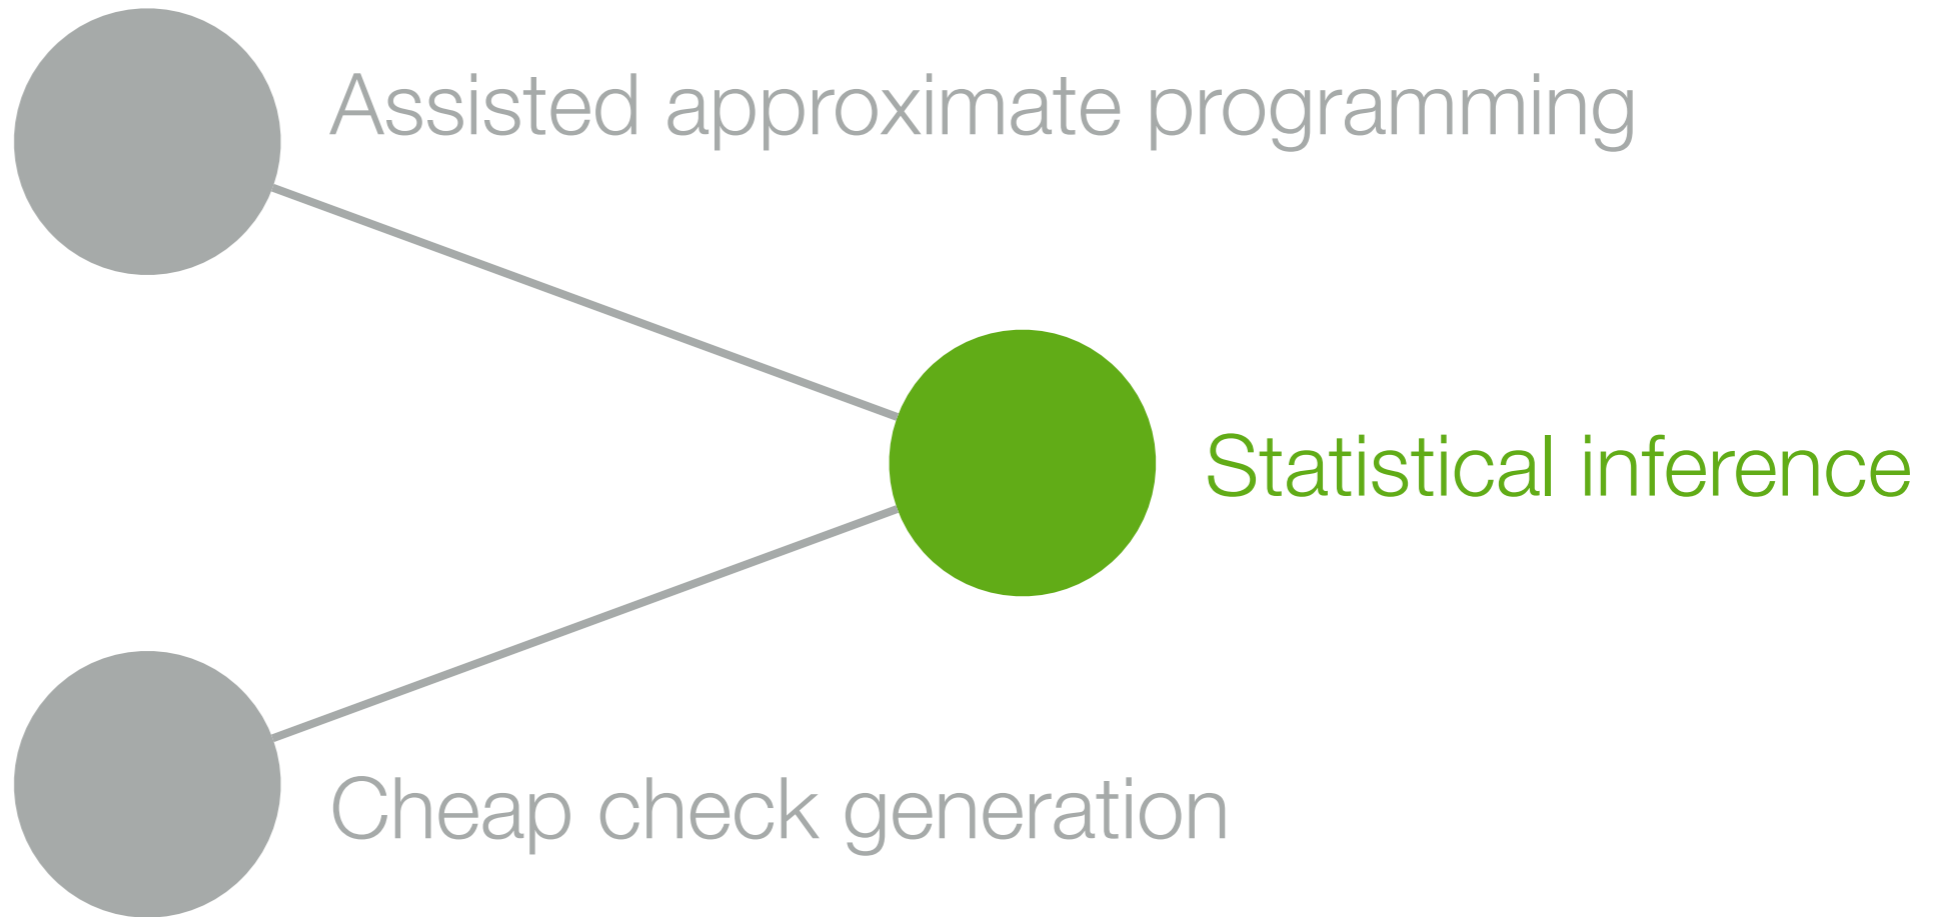 Assisted approximate programming
Statistical inference
Cheap check generation